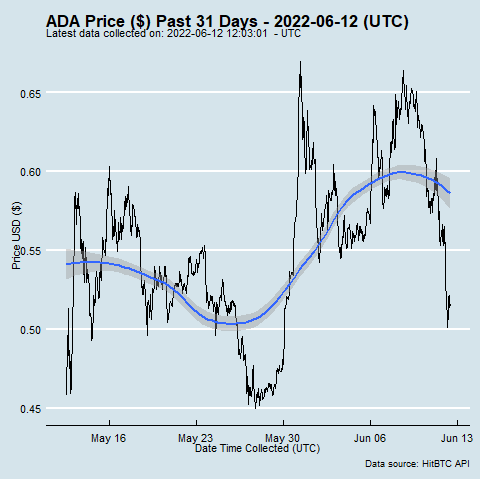 ADA Price ($) Past 31 Days - 2022-06-12 (UTC)
Latest data collected on: 2022-06-12 12:03:01 - UTC
Price USD ($)
0.65
0.60
0.55
0.50
0.45
May 16
May 23
May 30
Jun 06
Jun 13
Date Time Collected (UTC)
Data source: HitBTC API